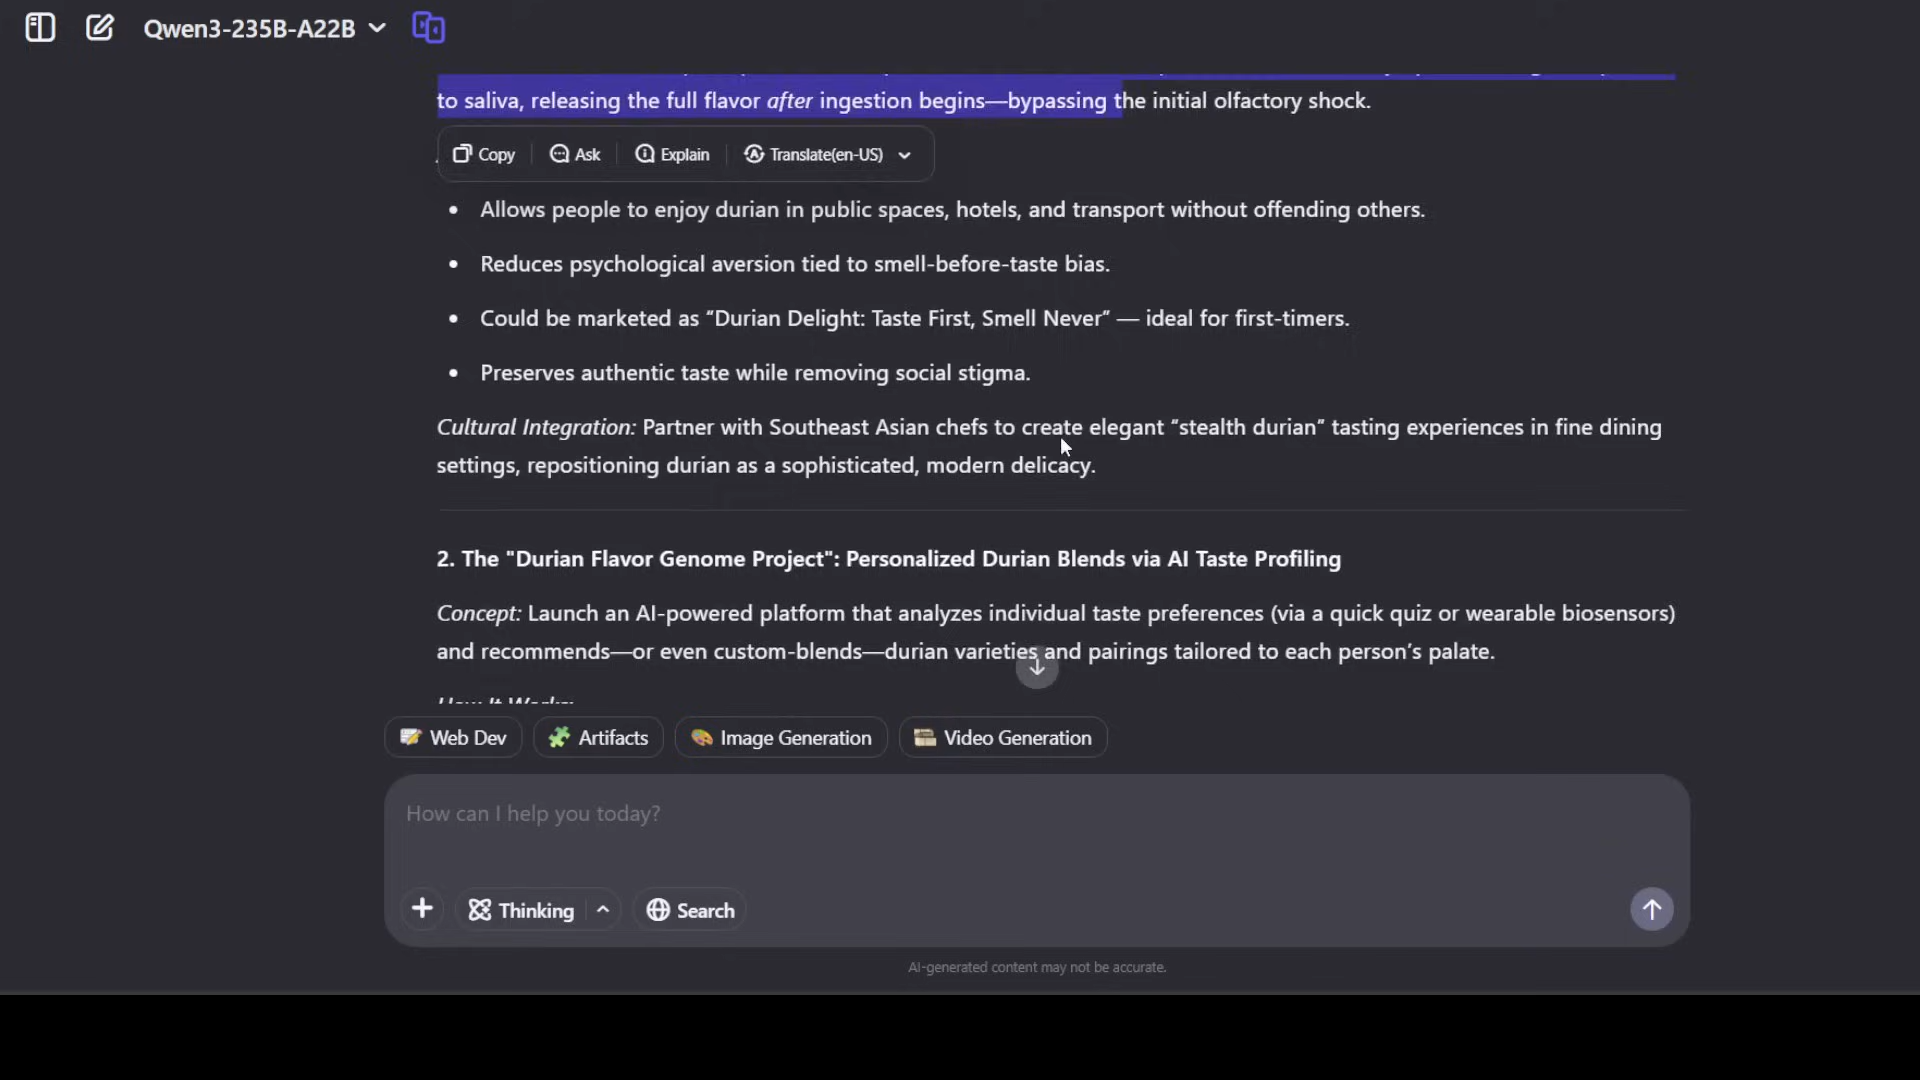 Qwen3-235B-A22B
to saliva, releasing the full flavor after ingestion begins—bypassing the initial olfactory shock.
Copy Ask Explain Translate(en-US)
• Allows people to enjoy durian in public spaces, hotels, and transport without offending others.
• Reduces psychological aversion tied to smell-before-taste bias.
• Could be marketed as “Durian Delight: Taste First, Smell Never” — ideal for first-timers.
• Preserves authentic taste while removing social stigma.
Cultural Integration: Partner with Southeast Asian chefs to create elegant “stealth durian” tasting experiences in fine dining
settings, repositioning durian as a sophisticated, modern delicacy.
2. The "Durian Flavor Genome Project": Personalized Durian Blends via AI Taste Profiling
Concept: Launch an AI-powered platform that analyzes individual taste preferences (via a quick quiz or wearable biosensors)
and recommends—or even custom-blends—durian varieties and pairings tailored to each person’s palate.
How It Works:
Web Dev Artifacts Image Generation Video Generation
How can I help you today?
Thinking Search
AI-generated content may not be accurate.